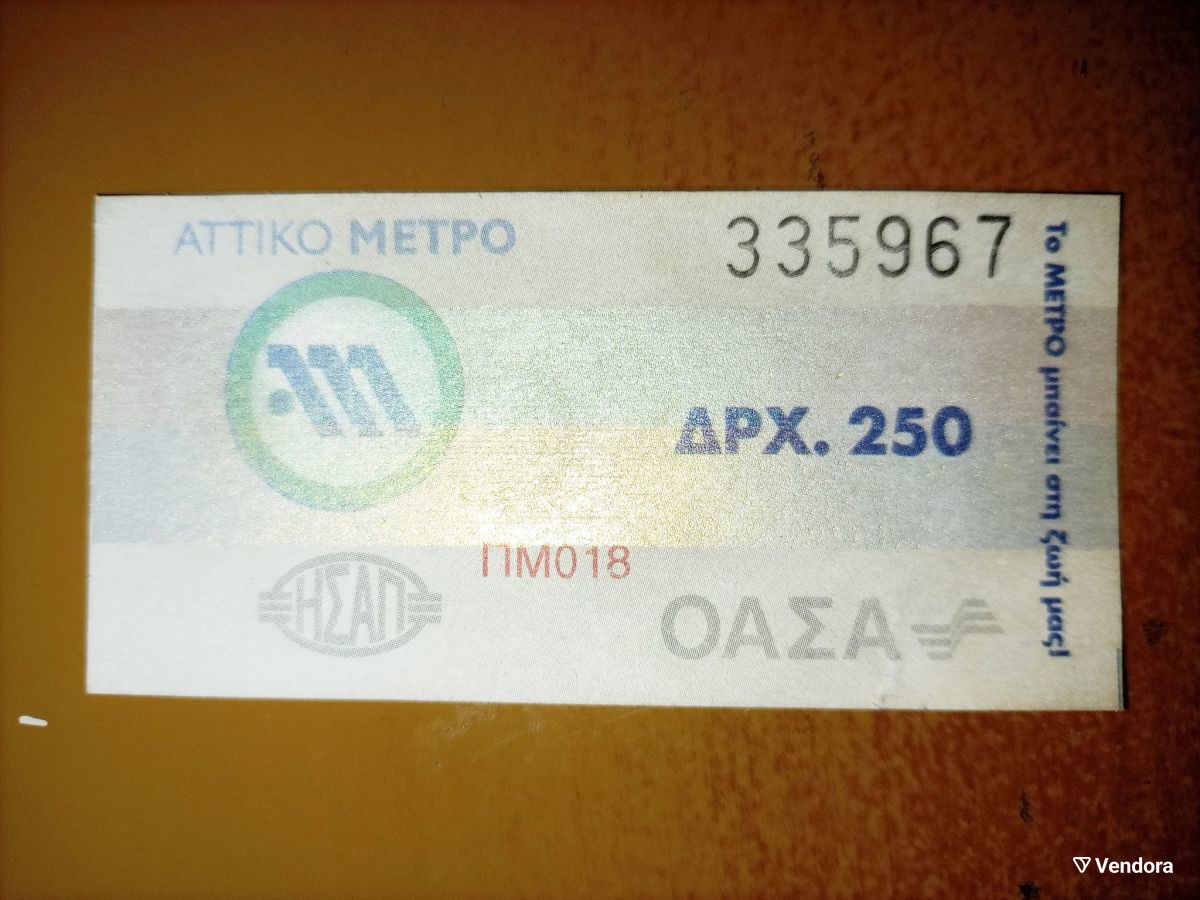 ΑΤΤΙΚΟ ΜΕΤΡΟ
335967
Το ΜΕΤΡΟ μπαίνει στη ζωή μας!
ΔΡΧ. 250
ΠΜ018
ΗΣΑΠ
ΟΑΣΑ
Vendora